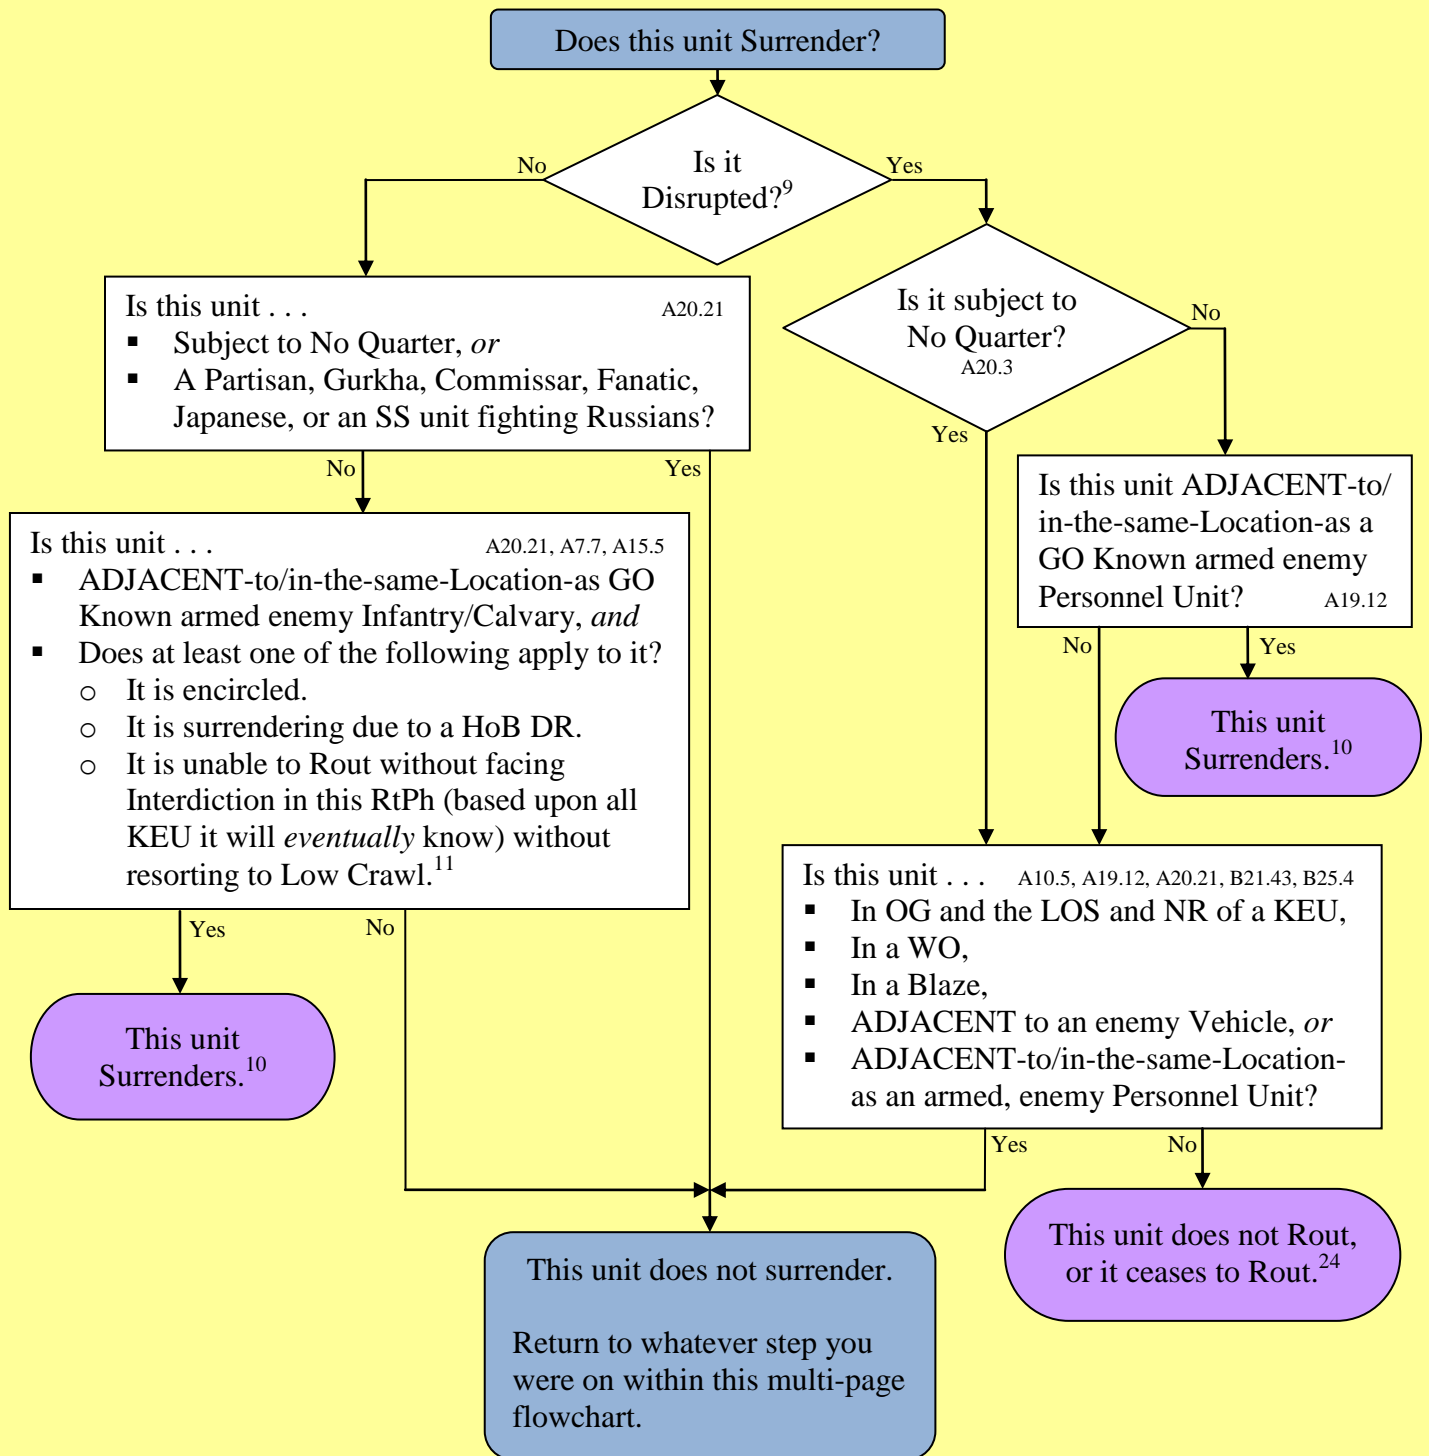 Does this unit Surrender?
Is it
Disrupted?9
No
Yes
Is this unit . . . A20.21
▪ Subject to No Quarter, or
▪ A Partisan, Gurkha, Commissar, Fanatic,
Japanese, or an SS unit fighting Russians?
No
Yes
Is it subject to
No Quarter?
A20.3
No
Yes
Is this unit ADJACENT-to/
in-the-same-Location-as a
GO Known armed enemy
Personnel Unit? A19.12
No
Yes
This unit
Surrenders.10
Is this unit . . . A20.21, A7.7, A15.5
▪ ADJACENT-to/in-the-same-Location-as GO
Known armed enemy Infantry/Calvary, and
▪ Does at least one of the following apply to it?
o It is encircled.
o It is surrendering due to a HoB DR.
o It is unable to Rout without facing
Interdiction in this RtPh (based upon all
KEU it will eventually know) without
resorting to Low Crawl.11
Yes
No
This unit
Surrenders.10
Is this unit . . . A10.5, A19.12, A20.21, B21.43, B25.4
▪ In OG and the LOS and NR of a KEU,
▪ In a WO,
▪ In a Blaze,
▪ ADJACENT to an enemy Vehicle, or
▪ ADJACENT-to/in-the-same-Location-
as an armed, enemy Personnel Unit?
Yes
No
This unit does not Rout,
or it ceases to Rout.24
This unit does not surrender.
Return to whatever step you
were on within this multi-page
flowchart.